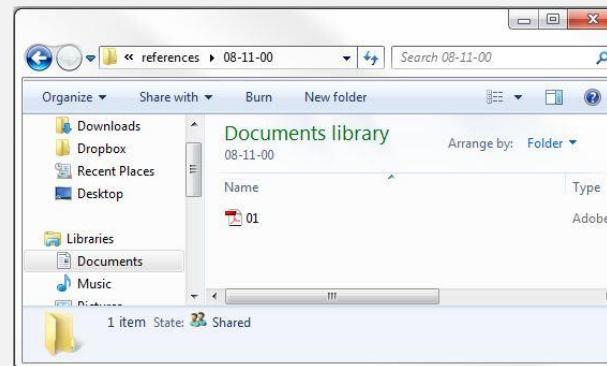 « references ▸ 08-11-00
Search 08-11-00
Organize Share with Burn New folder
Downloads
Dropbox
Recent Places
Desktop
Libraries
Documents
Music
Documents library
08-11-00
Arrange by: Folder
Name Type
01 Adobe
1 item State: Shared